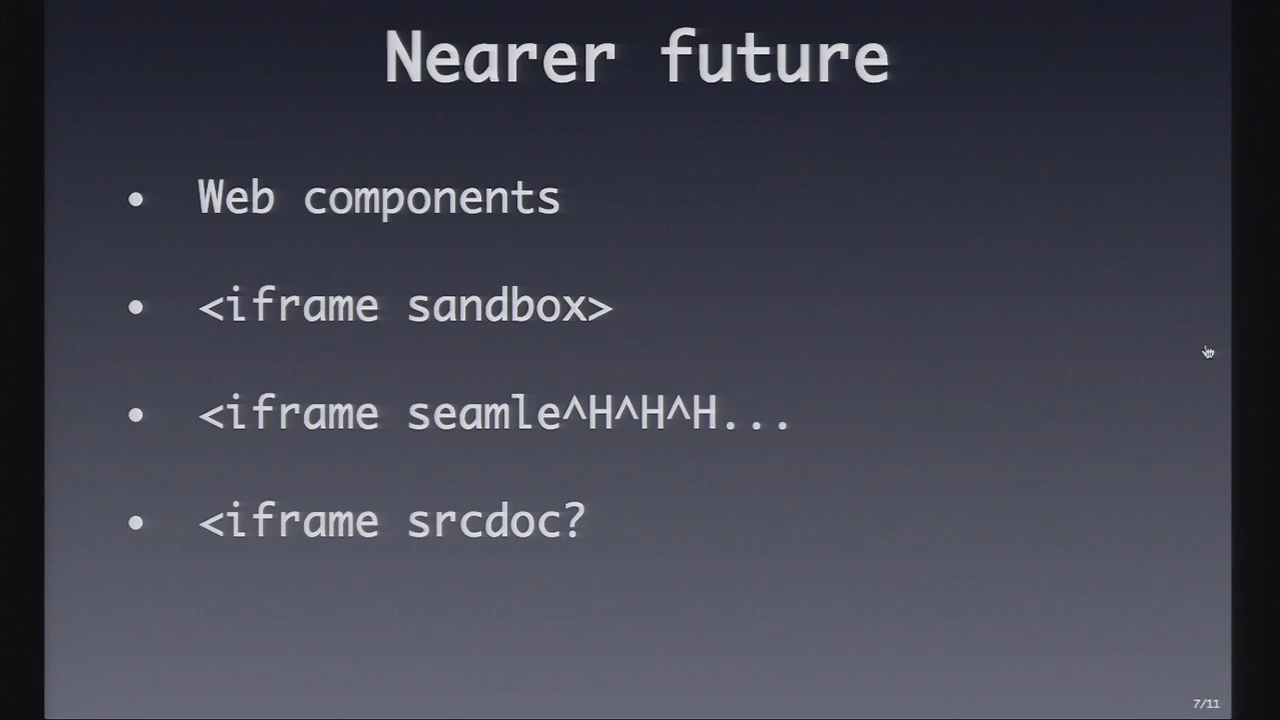 Nearer future
• Web components
• <iframe sandbox>
• <iframe seamle^H^H^H...
• <iframe srcdoc?
7/11